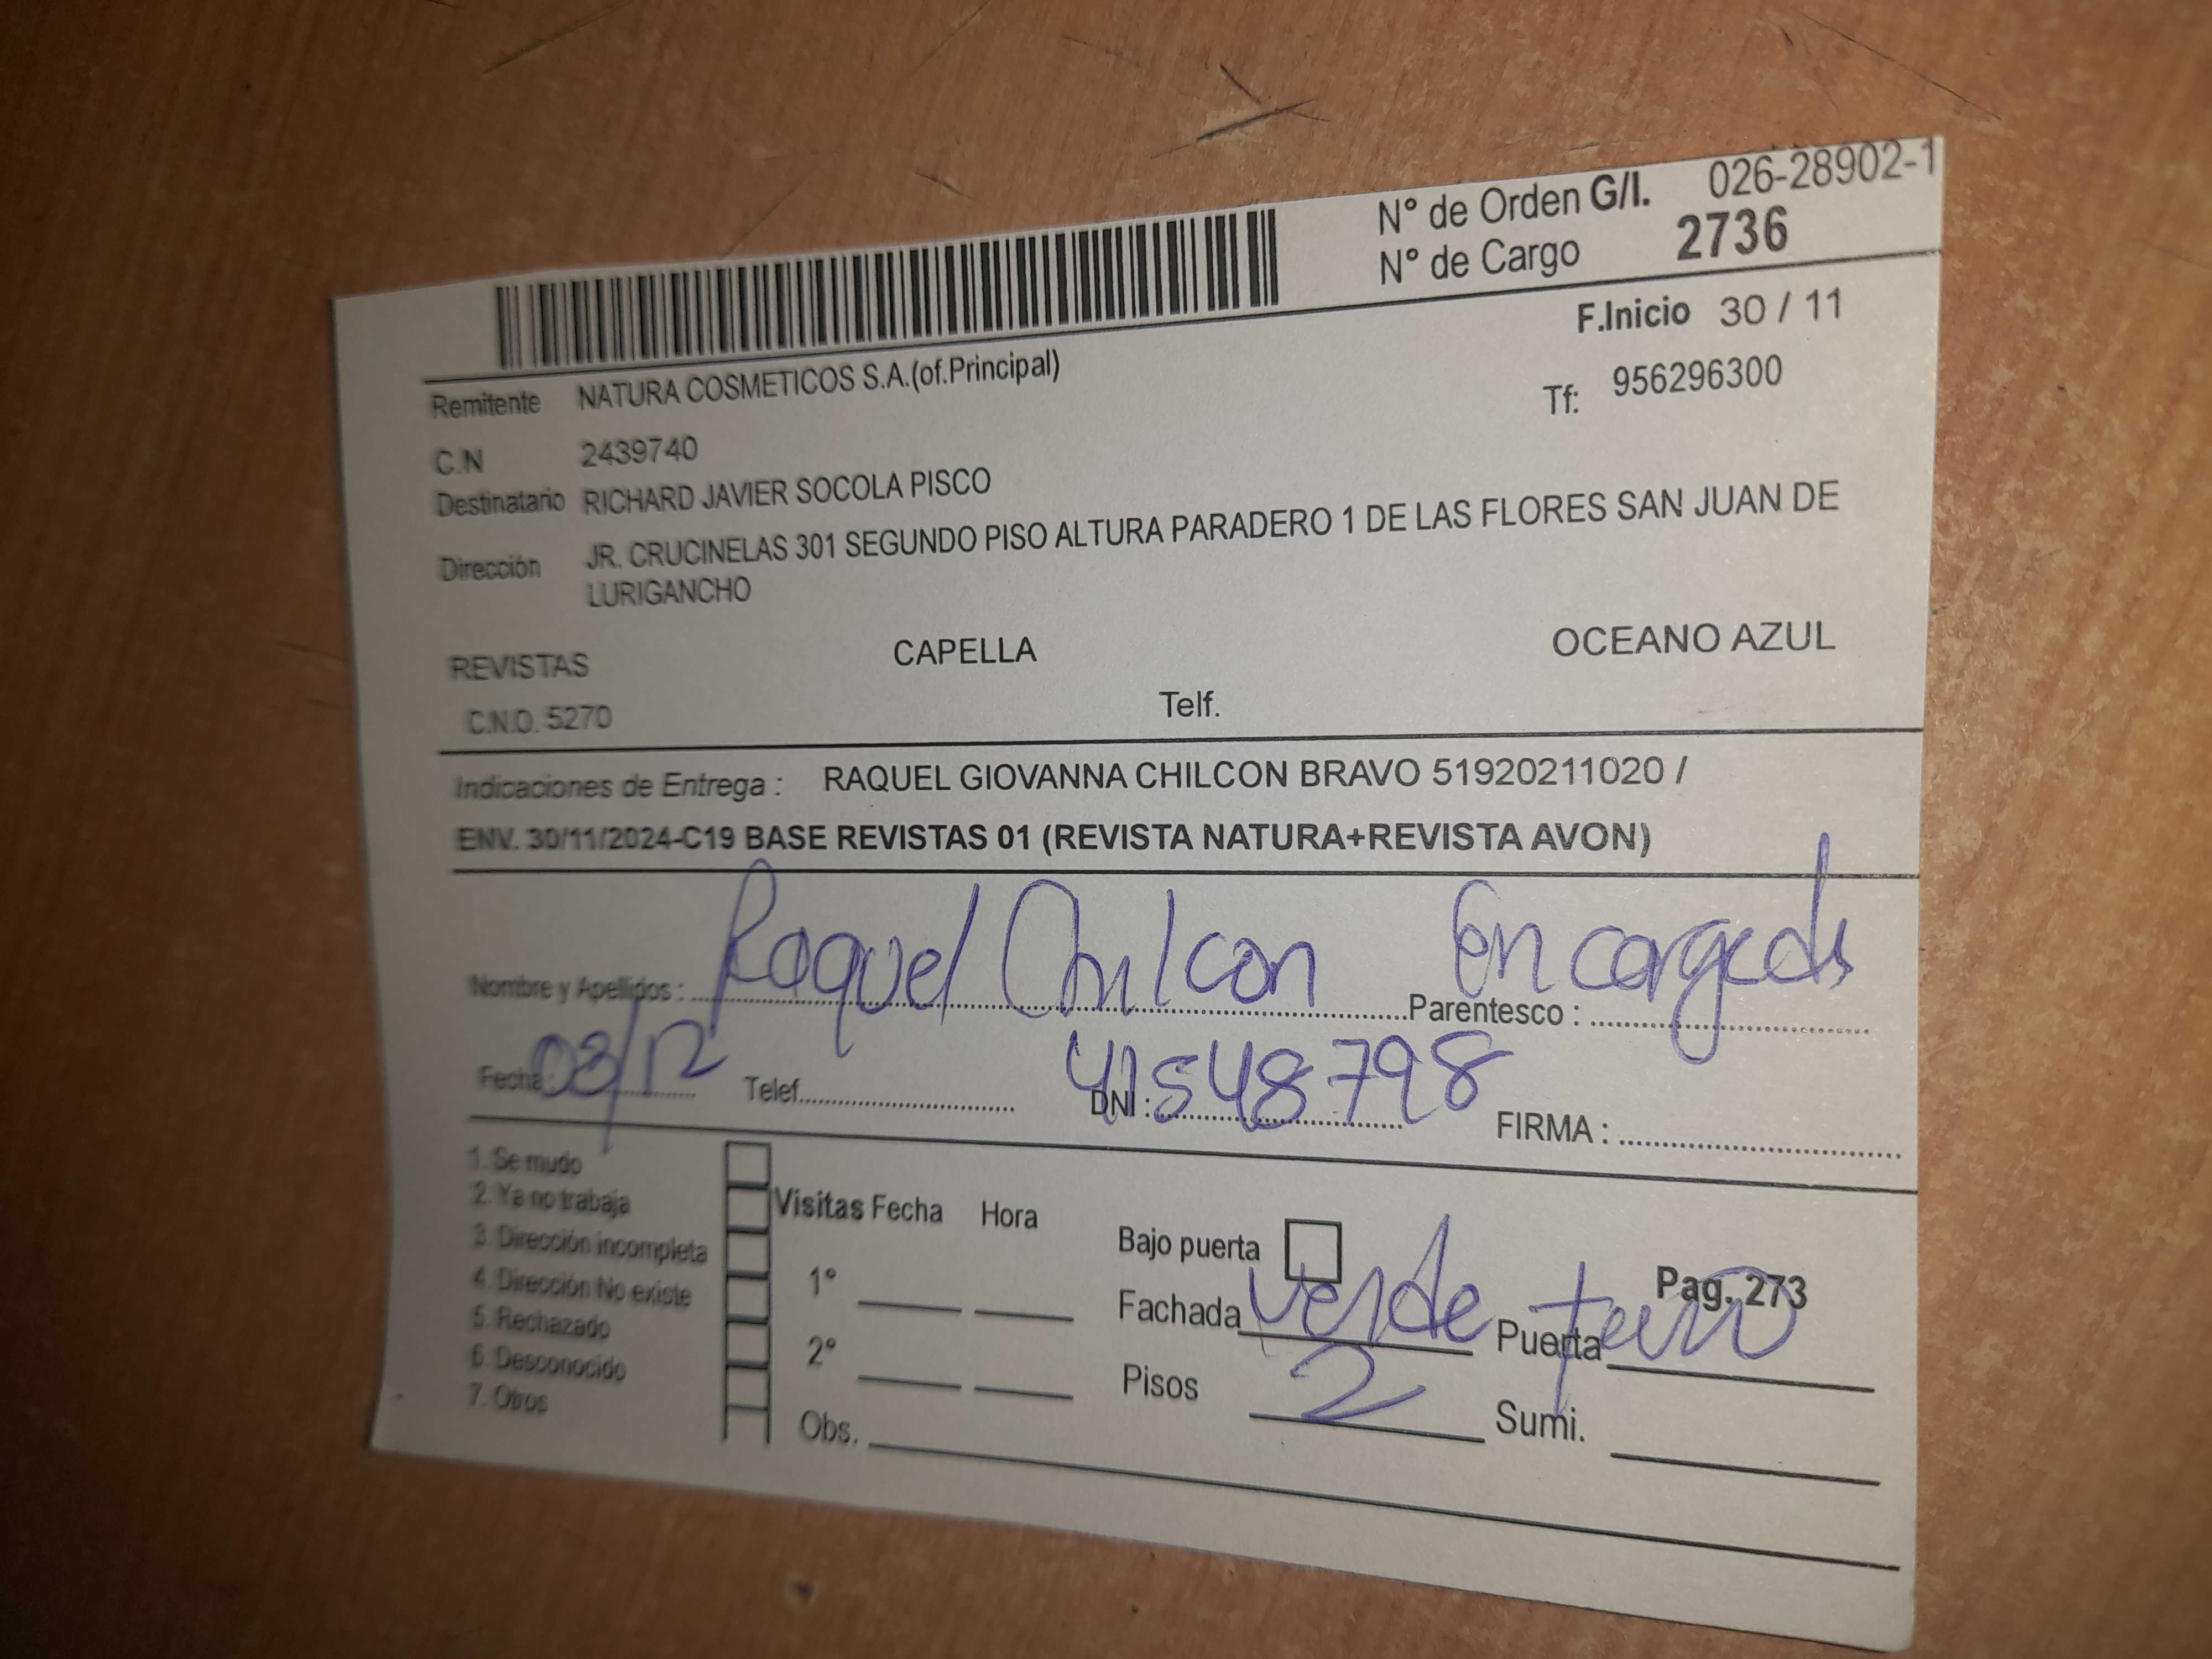 N° de Orden G/I. 026-28902-1
N° de Cargo 2736
F.Inicio 30 / 11
Remitente NATURA COSMETICOS S.A.(of.Principal)
Tf: 956296300
C.N 2439740
Destinatario RICHARD JAVIER SOCOLA PISCO
Dirección JR. CRUCINELAS 301 SEGUNDO PISO ALTURA PARADERO 1 DE LAS FLORES SAN JUAN DE
LURIGANCHO
REVISTAS CAPELLA OCEANO AZUL
C.N.O. 5270 Telf.
Indicaciones de Entrega : RAQUEL GIOVANNA CHILCON BRAVO 51920211020 /
ENV. 30/11/2024-C19 BASE REVISTAS 01 (REVISTA NATURA+REVISTA AVON)
Nombre y Apellidos : Raquel Chilcon Parentesco : Encargada
Fecha: 03/12 Telef. DNI : 41548798 FIRMA :
1. Se mudo
2. Ya no trabaja
3. Dirección incompleta
4. Dirección No existe
5. Rechazado
6. Desconocido
7. Otros
Visitas Fecha Hora
1°
2°
Obs.
Bajo puerta
Pag. 273
Fachada verde Puerta
Pisos 2 Sumi.